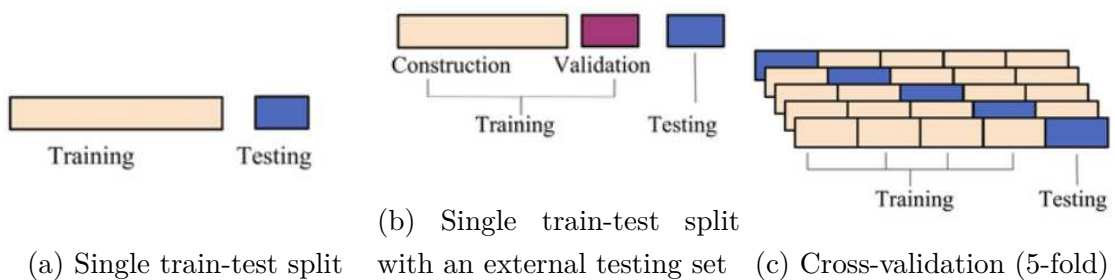 Training Testing
(a) Single train-test split
Construction Validation
Training Testing
(b) Single train-test split
with an external testing set
Training Testing
(c) Cross-validation (5-fold)